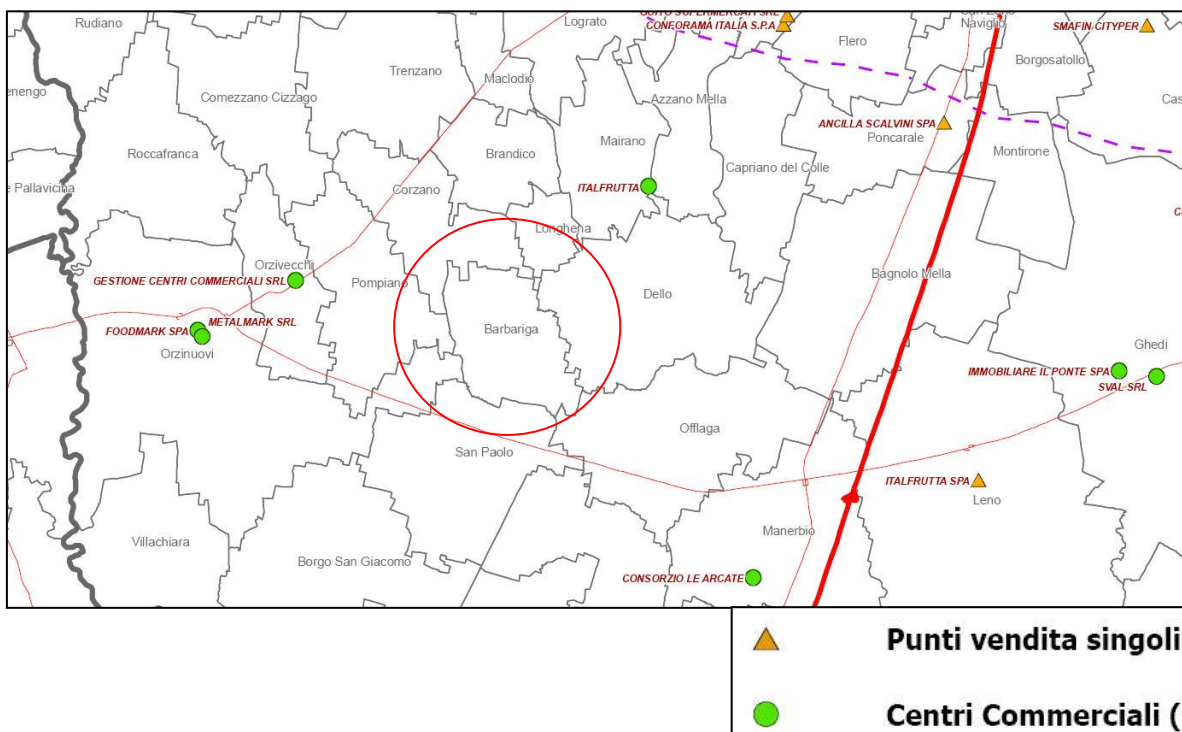 Rudiano
Lograto
CONFORAMA ITALIA S.P.A
Flero
Naviglio
SMAFIN CITYPER
Borgosatollo
Trenzano
Maclodio
enengo
Comezzano Cizzago
Azzano Mella
Cas
ANCILLA SCALVINI SPA
Poncarale
Mairano
Roccafranca
Brandico
Montirone
Capriano del Colle
e Pallavicina
Corzano
ITALFRUTTA
Longhena
Orzivecchi
GESTIONE CENTRI COMMERCIALI SRL
Pompiano
Bagnolo Mella
Dello
METALMARK SRL
FOODMARK SPA
Barbariga
Orzinuovi
Ghedi
IMMOBILIARE IL PONTE SPA
SVAL SRL
Offlaga
San Paolo
ITALFRUTTA SPA
Leno
Manerbio
Villachiara
Borgo San Giacomo
CONSORZIO LE ARCATE
Punti vendita singoli
Centri Commerciali (